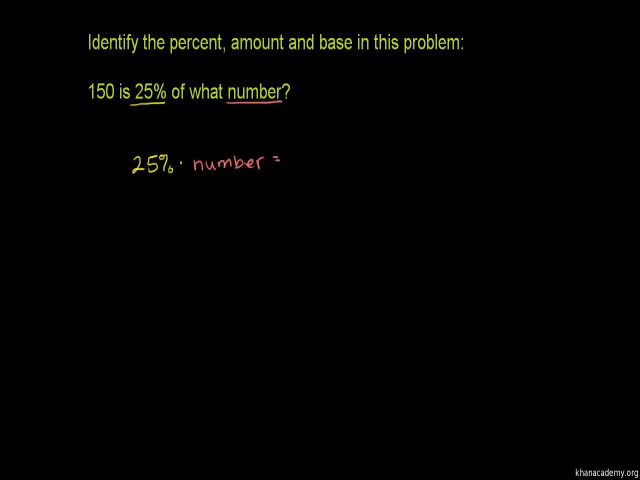 Identify the percent, amount and base in this problem:
150 is 25% of what number?
25% · number =
khanacademy.org